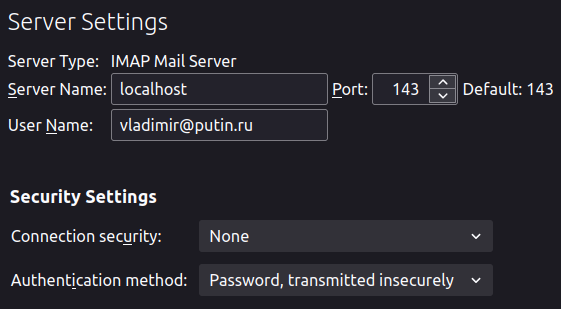 Server Settings
Server Type: IMAP Mail Server
Server Name: localhost Port: 143 Default: 143
User Name: vladimir@putin.ru
Security Settings
Connection security: None
Authentication method: Password, transmitted insecurely